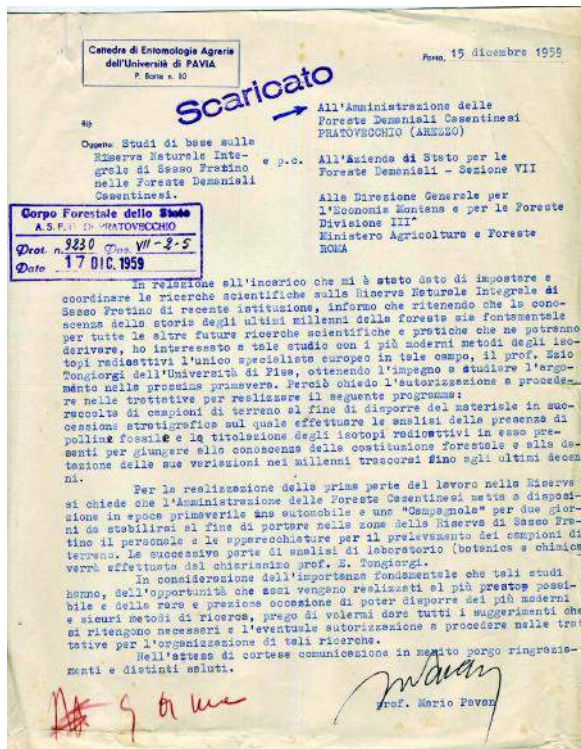 Cattedra di Entomologia Agraria
dell'Università di PAVIA
P. Botta n. 10
Pavia, 15 dicembre 1959
Scaricato
All'Amministrazione delle
Foreste Demaniali Casentinesi
PRATOVECCHIO (AREZZO)
Rif.
Oggetto: Studi di base sulla
Riserva Naturale Inte-
grale di Sasso Fratino
nelle Foreste Demaniali
Casentinesi.
e p.c. All'Azienda di Stato per le
Foreste Demaniali - Sezione VII
Alla Direzione Generale per
l'Economia Montana e per le Foreste
Divisione III^
Ministero Agricoltura e Foreste
ROMA
Corpo Forestale dello Stato
A. S. F. D. PRATOVECCHIO
Prot. n. 9230 Pos. VII-2-5
Data 17 DIC. 1959
In relazione all'incarico che mi è stato dato di impostare e
coordinare le ricerche scientifiche sulla Riserva Naturale Integrale di
Sasso Fratino di recente istituzione, informo che ritenendo che la cono-
scenza della storia degli ultimi millenni della foresta sia fontamentale
per tutte le altre future ricerche scientifiche e pratiche che ne potranno
derivare, ho interessato a tale studio con i più moderni metodi degli iso-
topi radioattivi l'unico specialista europeo in tale campo, il prof. Ezio
Tongiorgi dell'Università di Pisa, ottenendo l'impegno a studiare l'argo-
mento nella prossima primavera. Perciò chiedo l'autorizzazione a procede-
re nelle trattative per realizzare il seguente programma:
raccolta di campioni di terreno al fine di disporre del materiale in suc-
cessione stratigrafica sul quale effettuare le analisi della presenza di
polline fossile e la titolazione degli isotopi radioattivi in esso pre-
senti per giungere alla conoscenza della costituzione forestale e alla da-
tazione delle sue variazioni nei millenni trascorsi fino agli ultimi decen
ni.
Per la realizzazione della prima parte del lavoro nella Riserva
si chiede che l'Amministrazione delle Foreste Casentinesi metta a disposi-
zione in epoca primaverile una automobile e una "Campagnola" per due gior-
ni da stabilirsi al fine di portare nella zona della Riserva di Sasso Fra-
tino il personale e le apparecchiature per il prelevamento dei campioni di
terreno. La successiva parte di analisi di laboratorio (botanica e chimica
verrà effettuata dal chiarissimo prof. E. Tongiorgi.
In considerazione dell'importanza fondamentale che tali studi
hanno, dell'opportunità che essi vengano realizzati al più presto possi-
bile e della rara e preziosa occasione di poter disporre dei più moderni
e sicuri metodi di ricerca, prego di volermi dare tutti i suggerimenti che
si ritengono necessari e l'eventuale autorizzazione a procedere nelle trat
tative per l'organizzazione di tali ricerche.
Nell'attesa di cortese comunicazione in merito porgo ringrazia-
menti e distinti saluti.
prof. Mario Pavan